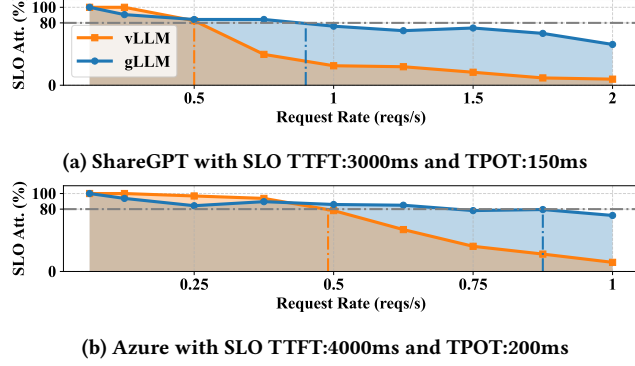 SLO Att. (%)
100
80
0
vLLM
gLLM
0.5
1
1.5
2
Request Rate (reqs/s)
(a) ShareGPT with SLO TTFT:3000ms and TPOT:150ms
SLO Att. (%)
100
80
0
0.25
0.5
0.75
1
Request Rate (reqs/s)
(b) Azure with SLO TTFT:4000ms and TPOT:200ms